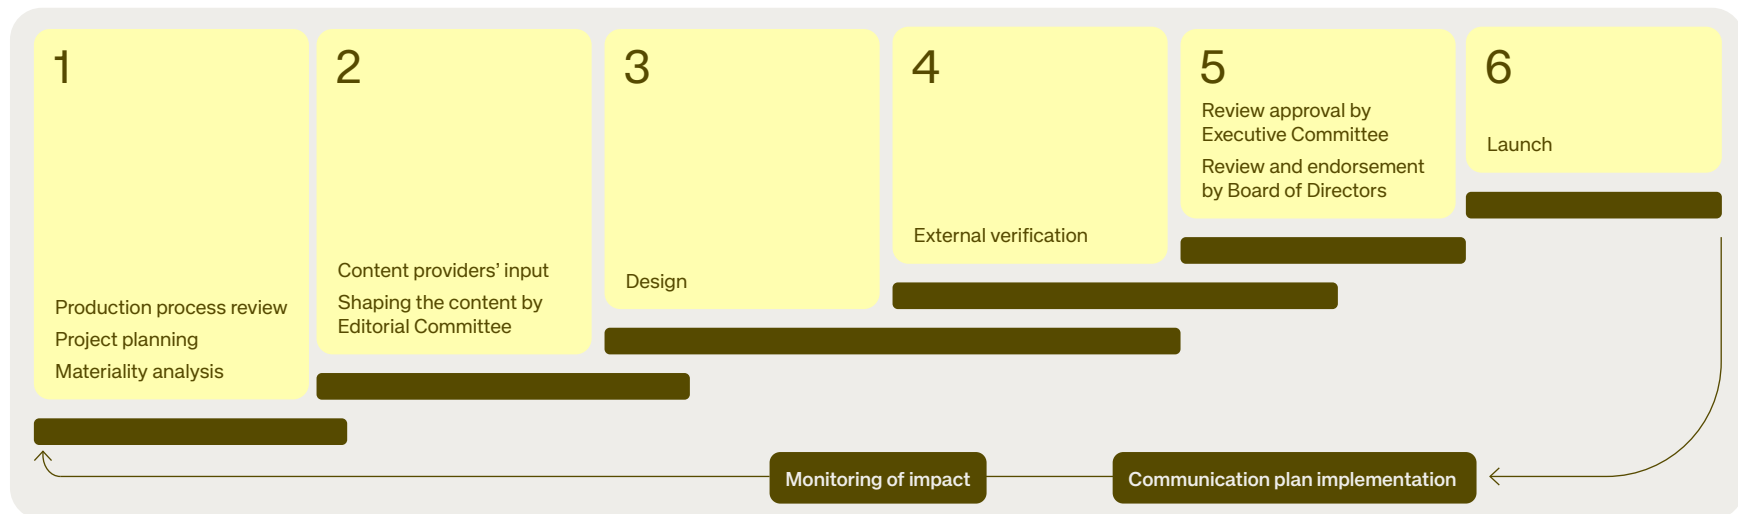 1
Production process review
Project planning
Materiality analysis
2
Content providers’ input
Shaping the content by
Editorial Committee
3
Design
4
External verification
5
Review approval by
Executive Committee
Review and endorsement
by Board of Directors
6
Launch
Monitoring of impact
Communication plan implementation